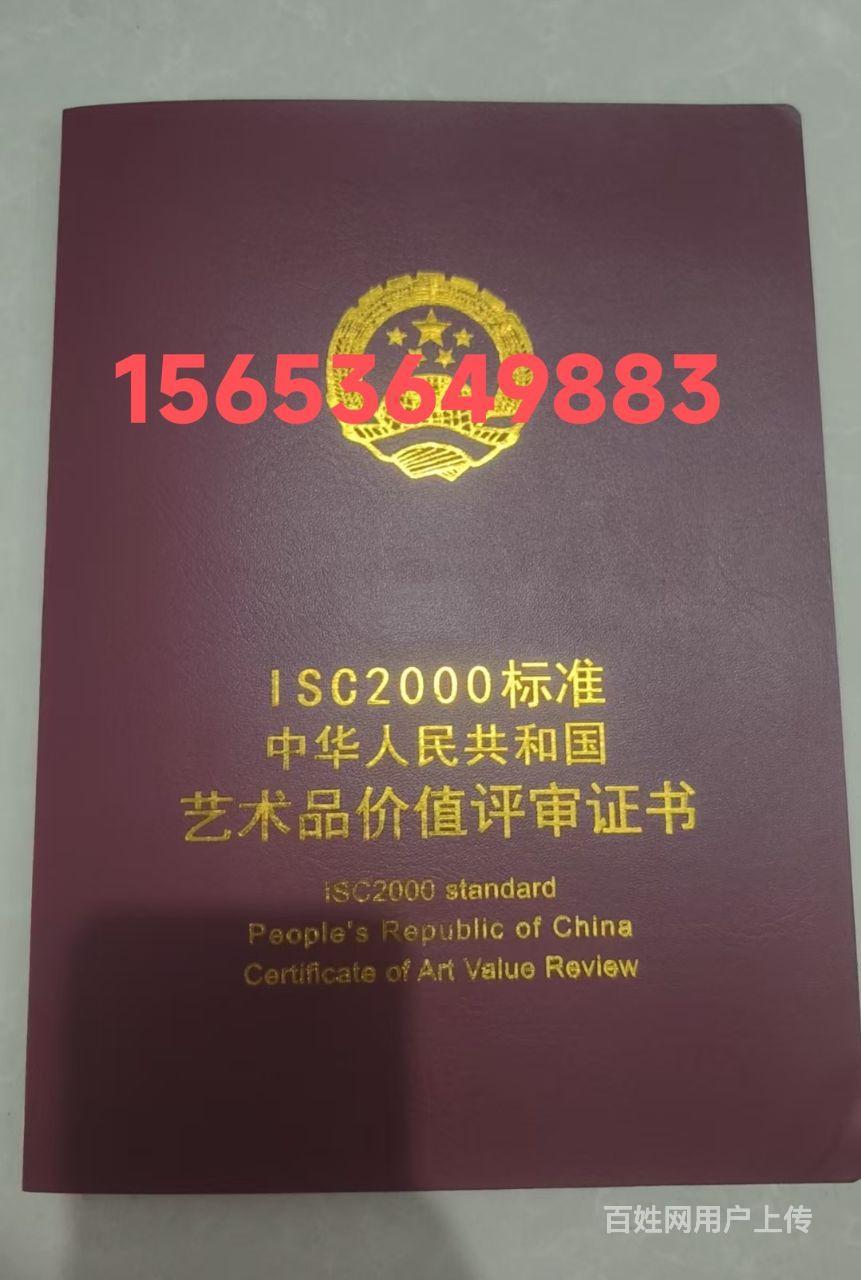 15653649883
ISC2000标准
中华人民共和国
艺术品价值评审证书
ISC2000 standard
People's Republic of China
Certificate of Art Value Review
百姓网用户上传